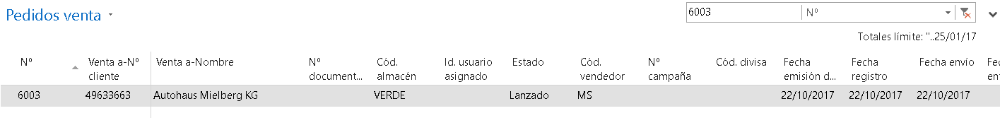 Pedidos venta
6003 Nº
Totales límite: ''..25/01/17
Nº Venta a-Nº cliente Venta a-Nombre Nº document... Cód. almacén Id. usuario asignado Estado Cód. vendedor Nº campaña Cód. divisa Fecha emisión d... Fecha registro Fecha envío
6003 49633663 Autohaus Mielberg KG VERDE Lanzado MS 22/10/2017 22/10/2017 22/10/2017